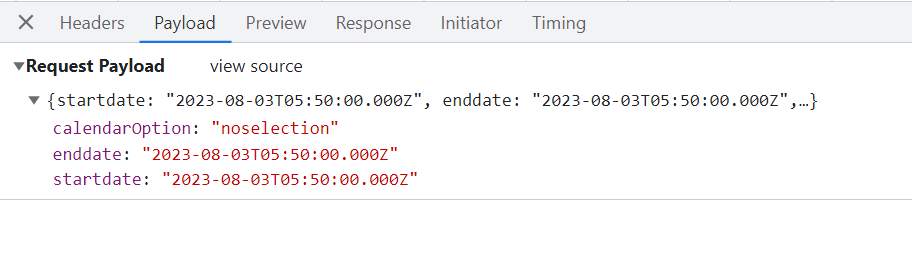 Headers Payload Preview Response Initiator Timing
Request Payload view source
{startdate: "2023-08-03T05:50:00.000Z", enddate: "2023-08-03T05:50:00.000Z",…}
calendarOption: "noselection"
enddate: "2023-08-03T05:50:00.000Z"
startdate: "2023-08-03T05:50:00.000Z"